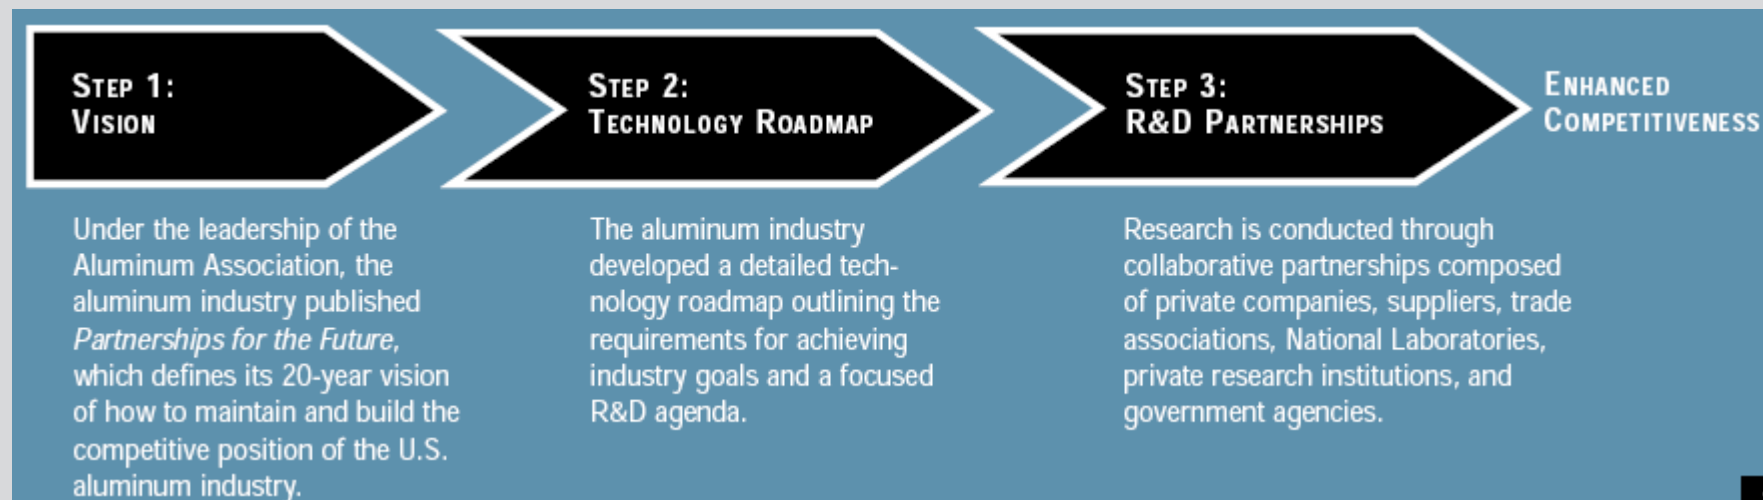 STEP 1:
VISION
Under the leadership of the
Aluminum Association, the
aluminum industry published
Partnerships for the Future,
which defines its 20-year vision
of how to maintain and build the
competitive position of the U.S.
aluminum industry.
STEP 2:
TECHNOLOGY ROADMAP
The aluminum industry
developed a detailed tech-
nology roadmap outlining the
requirements for achieving
industry goals and a focused
R&D agenda.
STEP 3:
R&D PARTNERSHIPS
Research is conducted through
collaborative partnerships composed
of private companies, suppliers, trade
associations, National Laboratories,
private research institutions, and
government agencies.
ENHANCED
COMPETITIVENESS